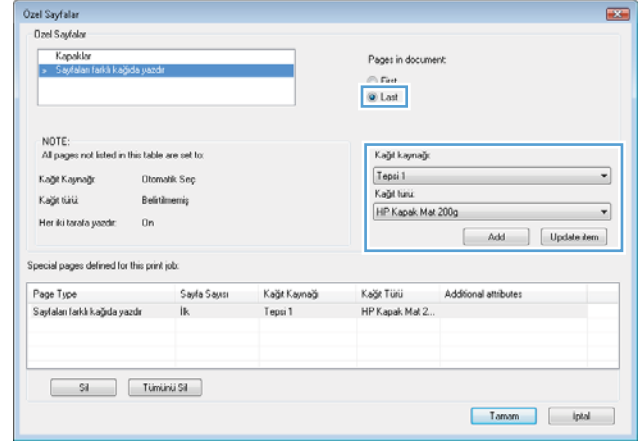 Özel Sayfalar
Özel Sayfalar
Kapaklar
» Sayfaları farklı kağıda yazdır
Pages in document:
First
Last
NOTE:
All pages not listed in this table are set to:
Kağıt Kaynağı: Otomatik Seç
Kağıt türü: Belirtilmemiş
Her iki tarafa yazdır: On
Kağıt kaynağı:
Tepsi 1
Kağıt türü:
HP Kapak Mat 200g
Add Update item
Special pages defined for this print job:
Page Type Sayfa Sayısı Kağıt Kaynağı Kağıt Türü Additional attributes
Sayfaları farklı kağıda yazdır İlk Tepsi 1 HP Kapak Mat 2...
Sil Tümünü Sil
Tamam İptal